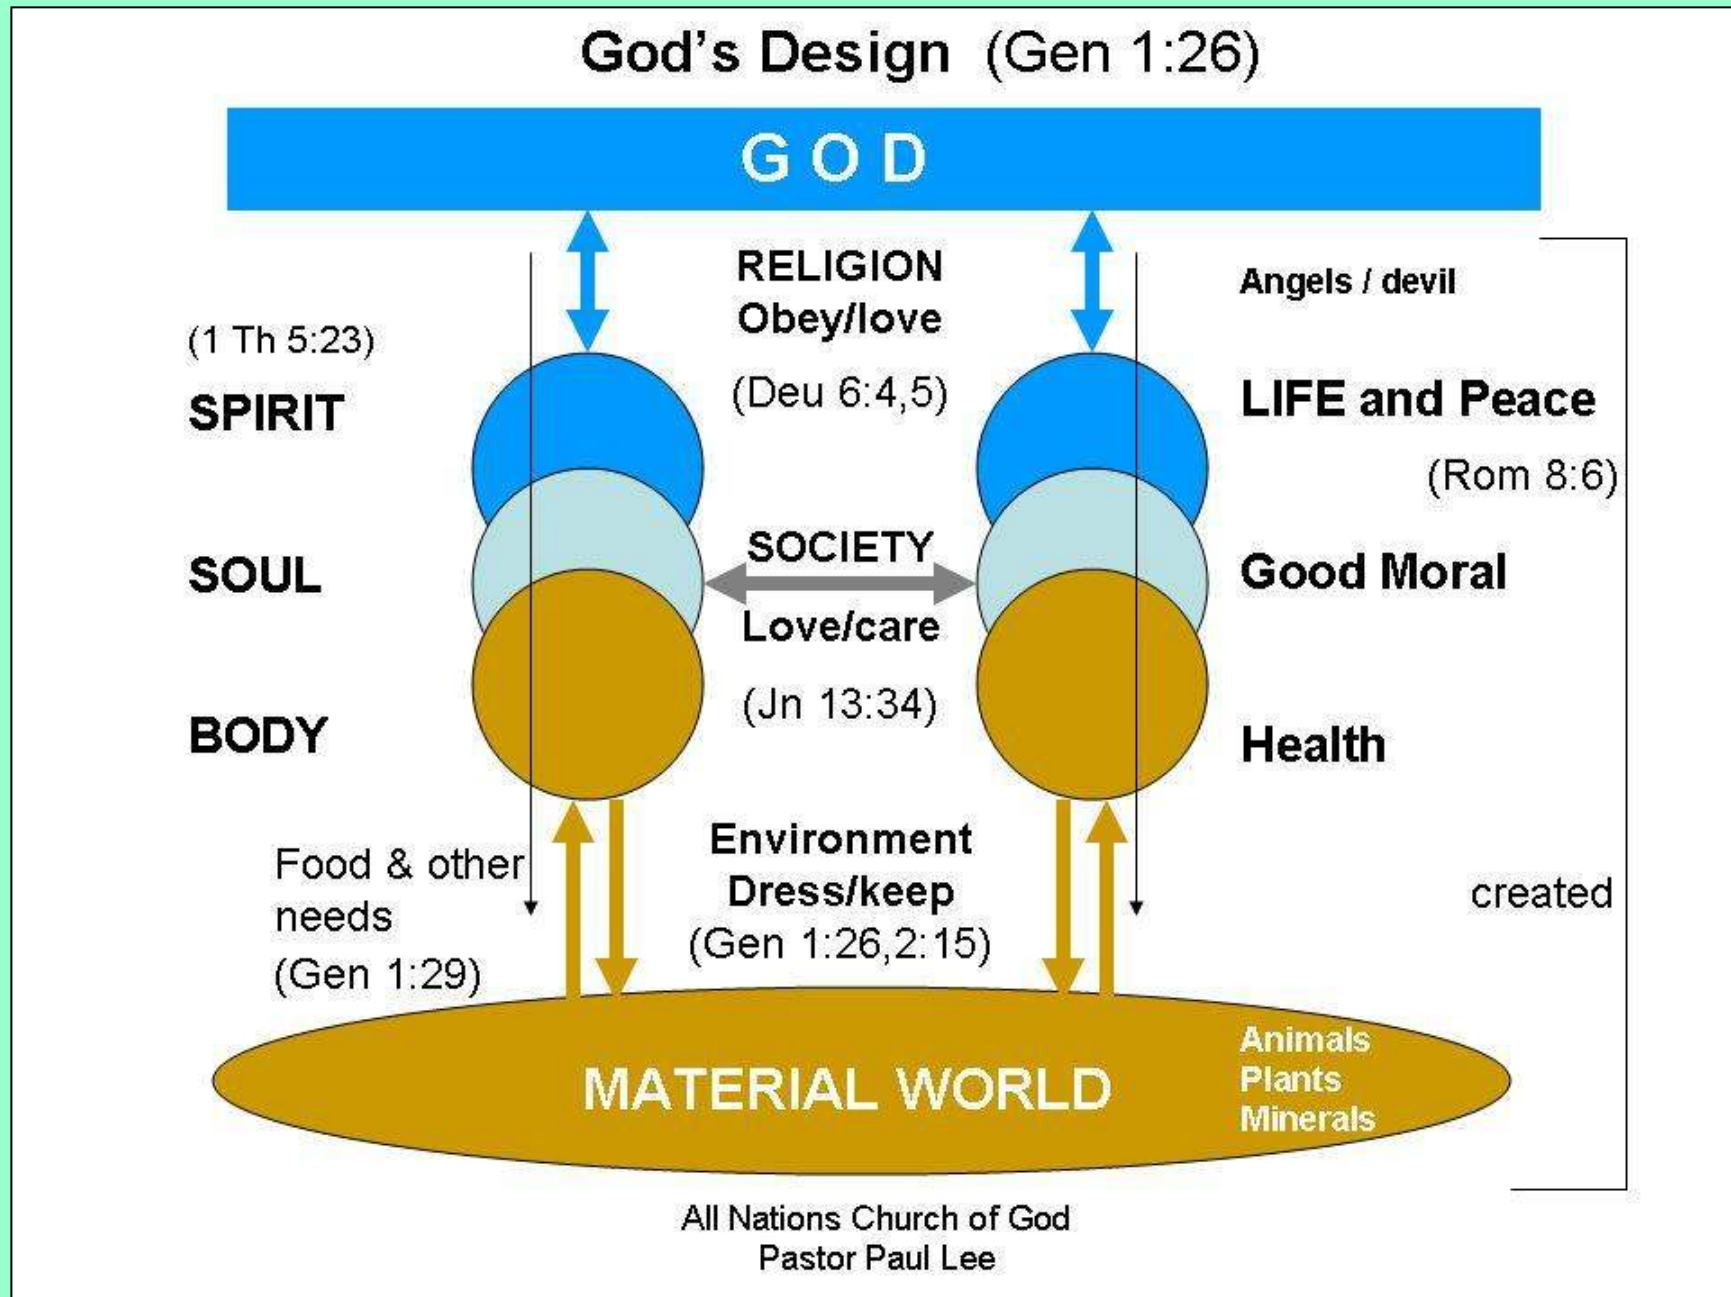 God's Design (Gen 1:26)
G O D
RELIGION
Obey/love
(Deu 6:4,5)
Angels / devil
(1 Th 5:23)
SPIRIT
LIFE and Peace
(Rom 8:6)
SOUL
SOCIETY
Love/care
(Jn 13:34)
Good Moral
BODY
Health
Food & other
needs
(Gen 1:29)
Environment
Dress/keep
(Gen 1:26,2:15)
created
MATERIAL WORLD
Animals
Plants
Minerals
All Nations Church of God
Pastor Paul Lee